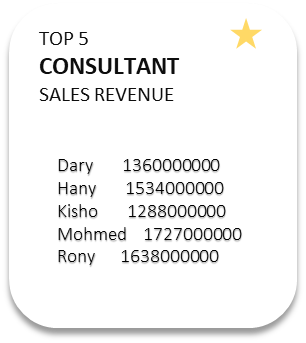 TOP 5
CONSULTANT
SALES REVENUE
Dary 1360000000
Hany 1534000000
Kisho 1288000000
Mohmed 1727000000
Rony 1638000000